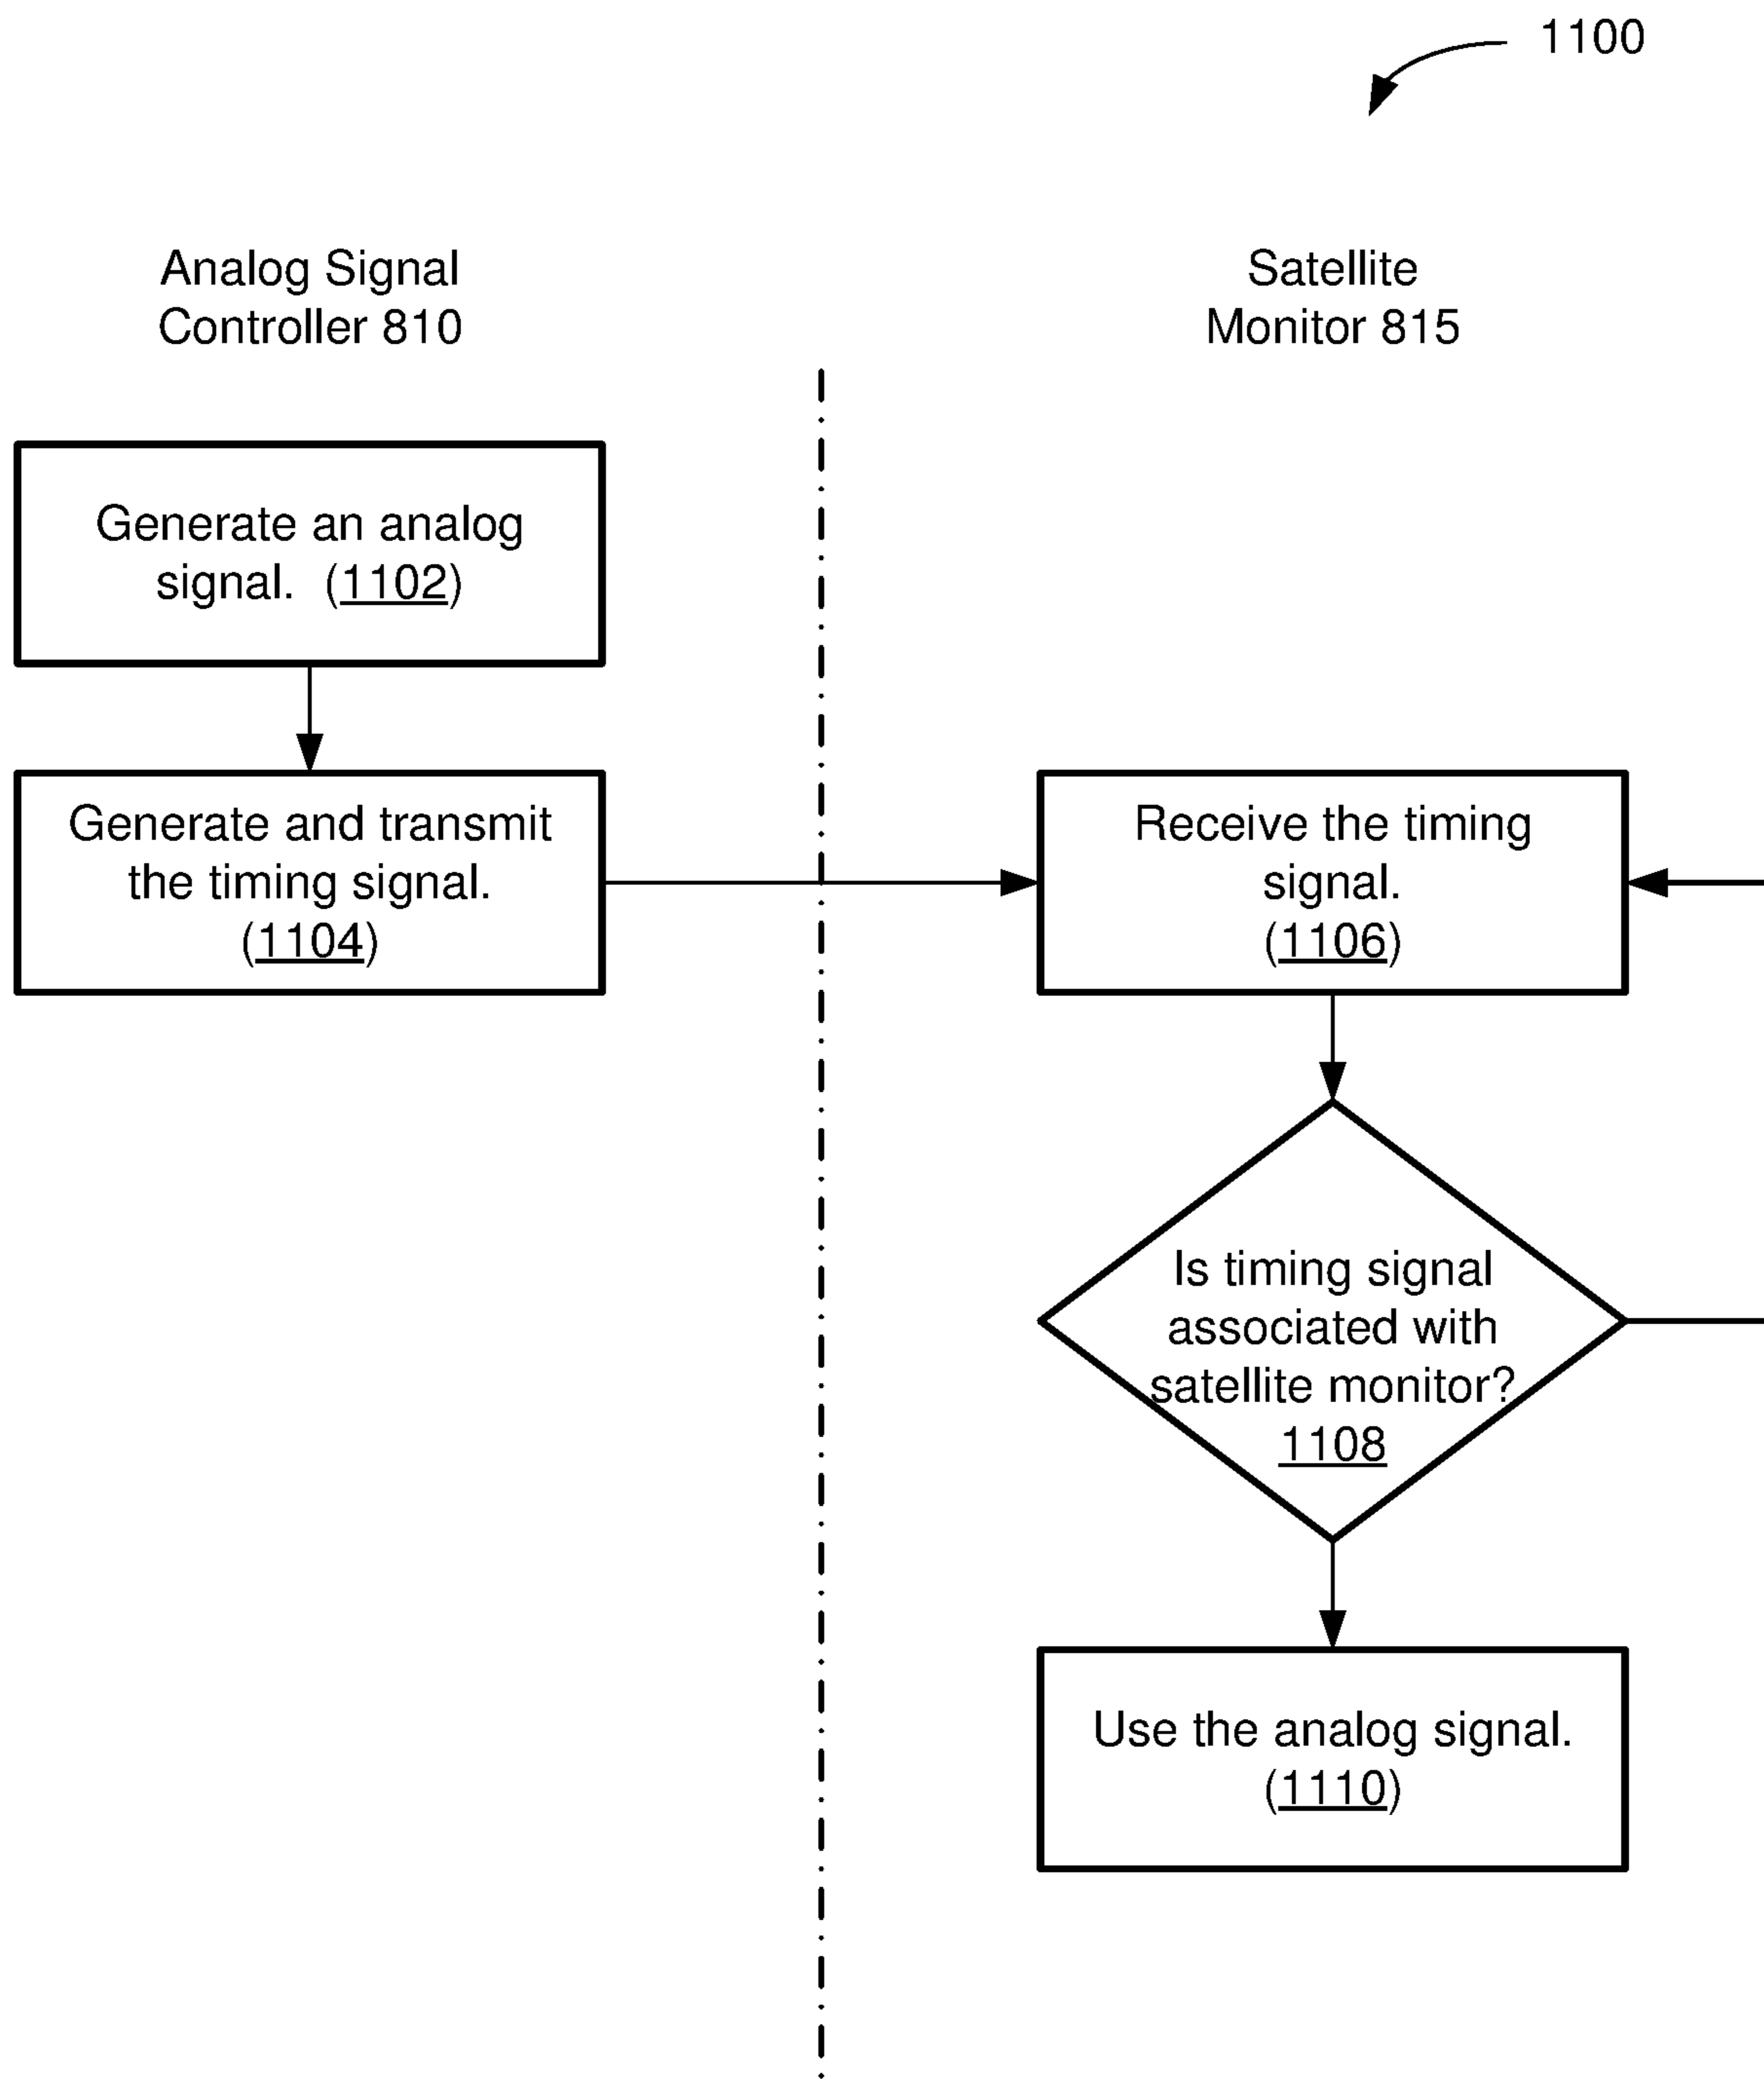 1100
Analog Signal
Controller 810
Satellite
Monitor 815
Generate an analog
signal. (1102)
Generate and transmit
the timing signal.
(1104)
Receive the timing
signal.
(1106)
Is timing signal
associated with
satellite monitor?
1108
Use the analog signal.
(1110)